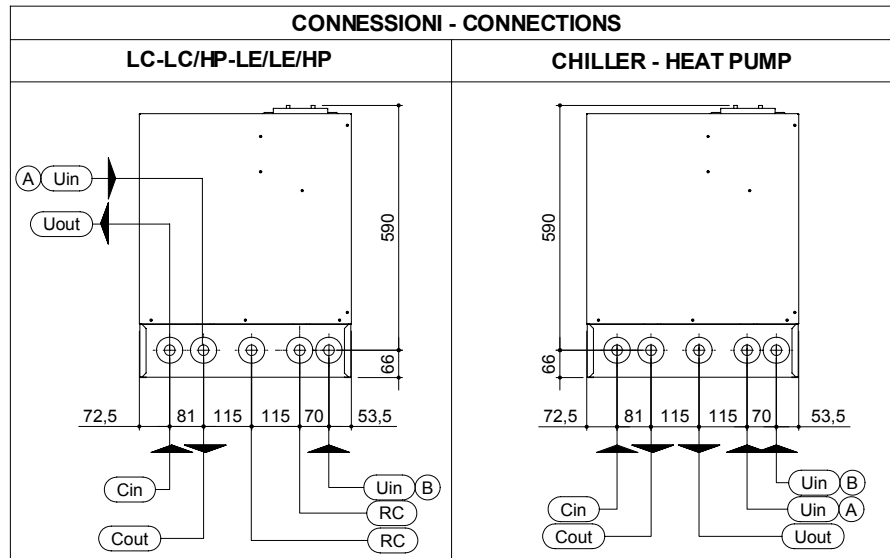 CONNESSIONI - CONNECTIONS
LC-LC/HP-LE/LE/HP
CHILLER - HEAT PUMP
A Uin
Uout
590
66
72,5 81 115 115 70 53,5
Cin
Cout
Uin B
RC
RC
590
66
72,5 81 115 115 70 53,5
Cin
Cout
Uin B
Uin A
Uout